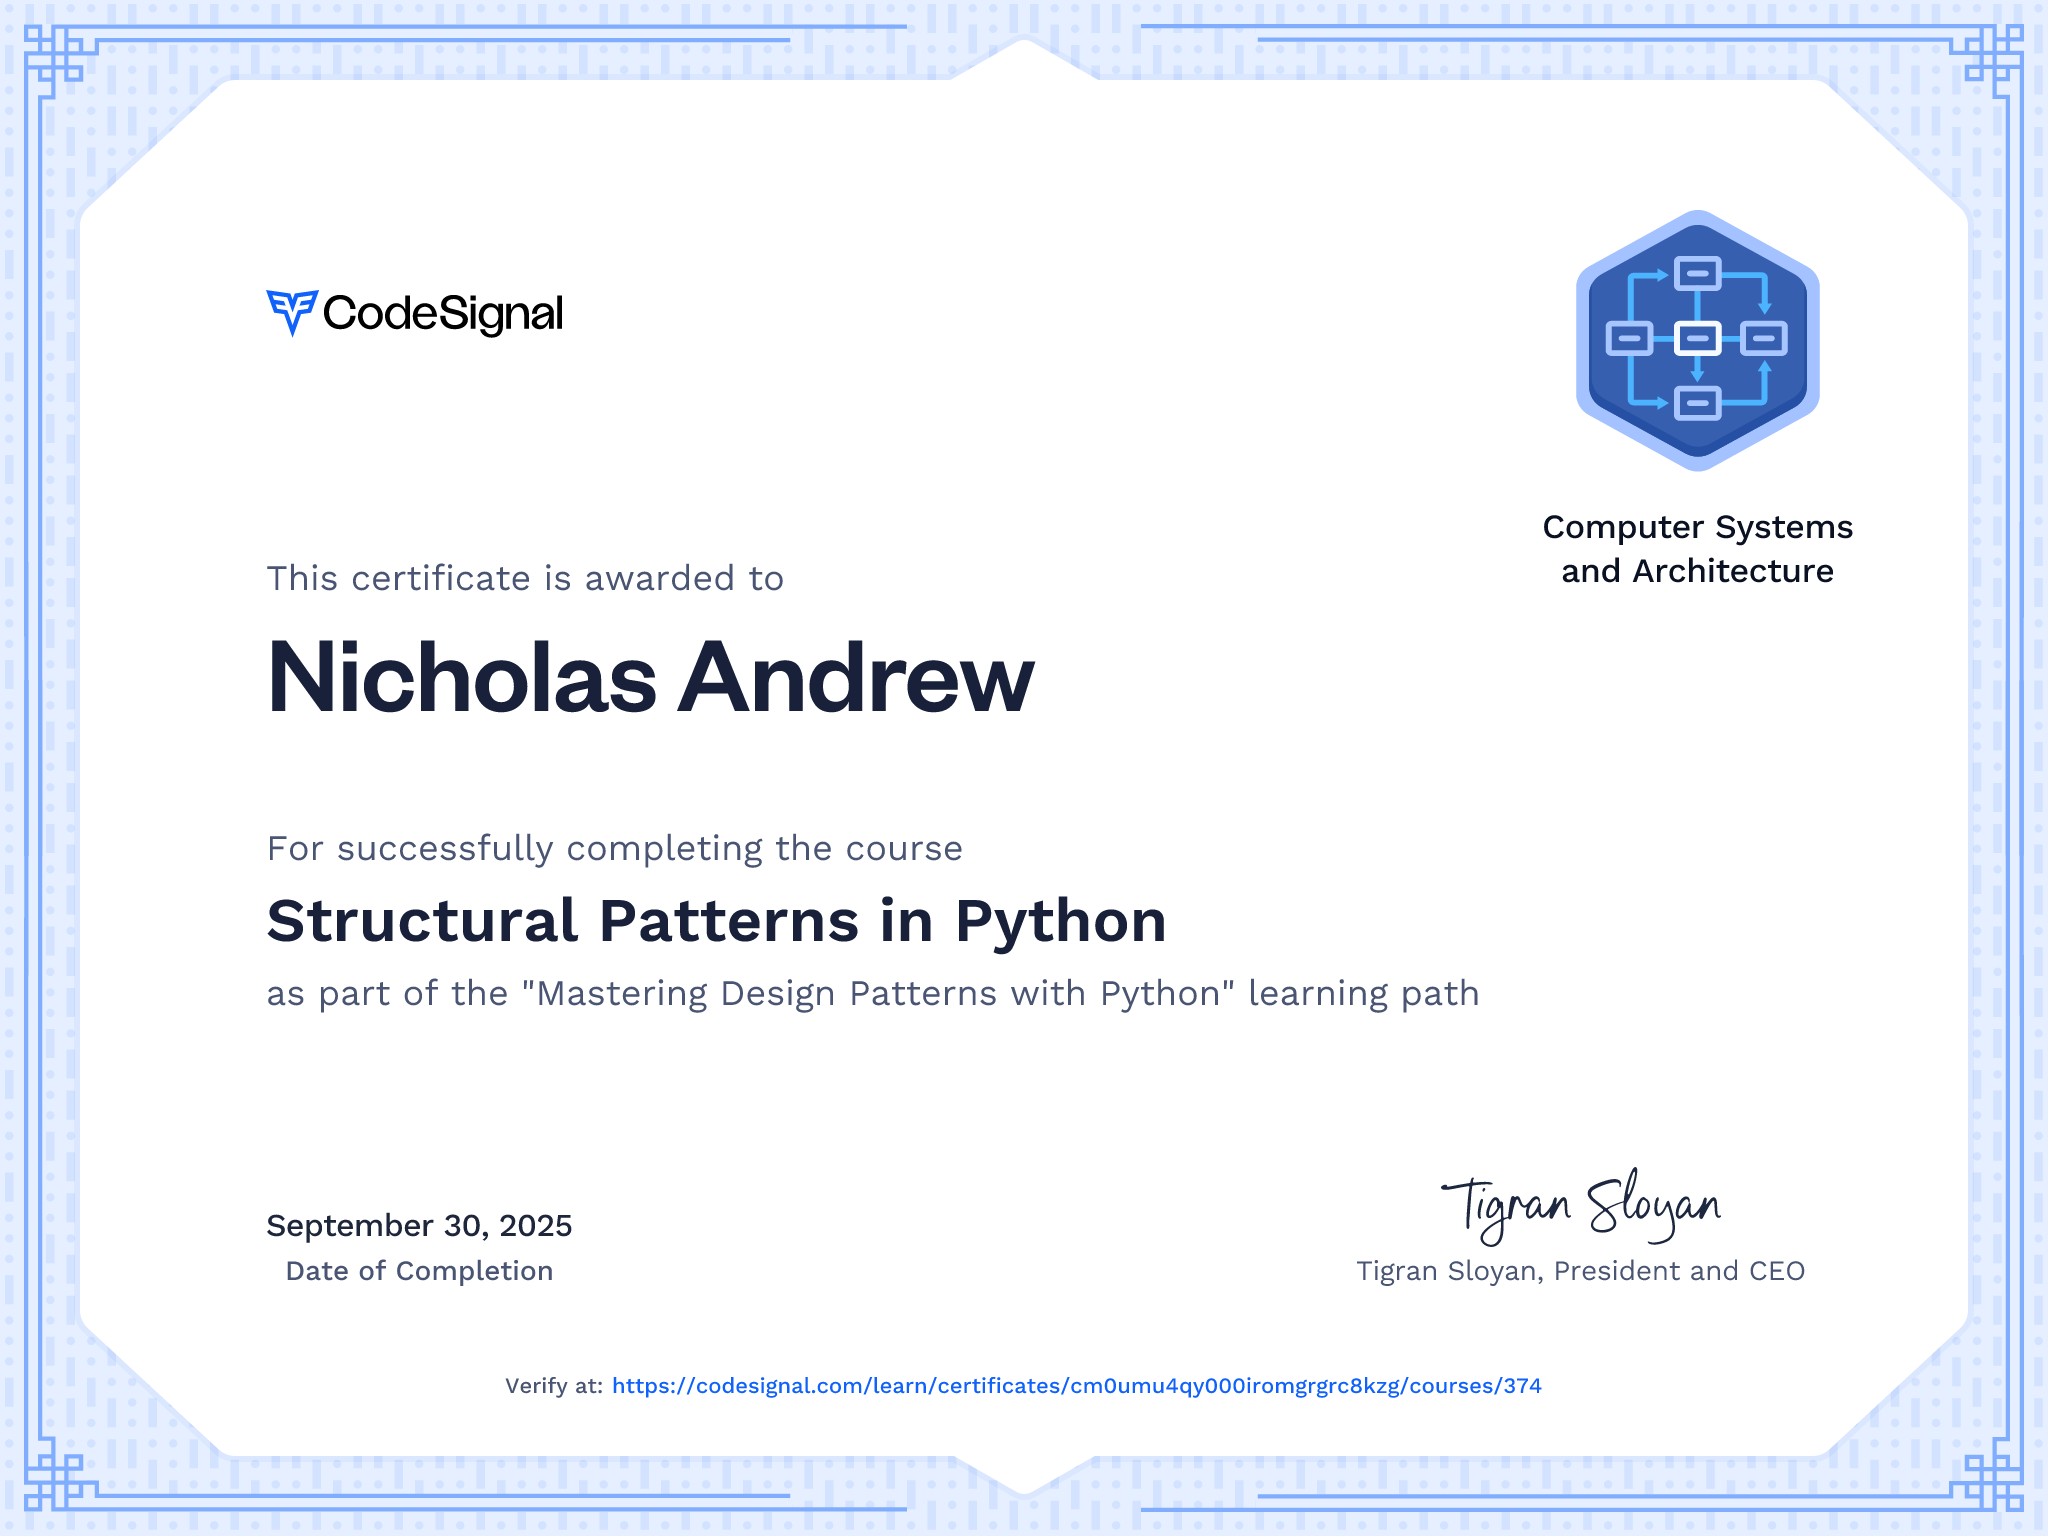 CodeSignal
Computer Systems
and Architecture
This certificate is awarded to
Nicholas Andrew
For successfully completing the course
Structural Patterns in Python
as part of the "Mastering Design Patterns with Python" learning path
September 30, 2025
Date of Completion
Tigran Sloyan
Tigran Sloyan, President and CEO
Verify at: https://codesignal.com/learn/certificates/cm0umu4qy000iromgrgrc8kzg/courses/374